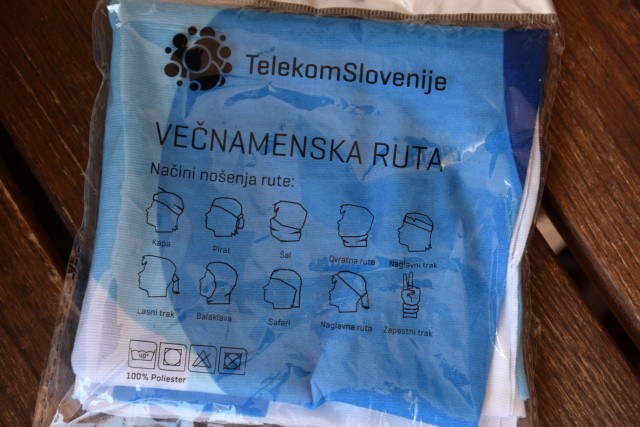 TelekomSlovenije
VEČNAMENSKA RUTA
Načini nošenja rute:
Kapa Pirat Šal Ovratna ruta Naglavni trak
Lasni trak Balaklava Safari Naglavna ruta Zapestni trak
40°
100% Poliester